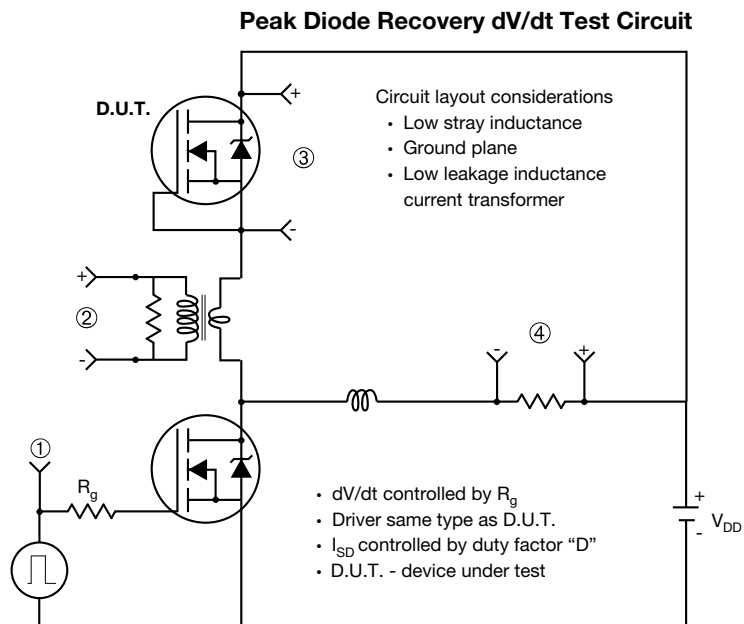 Peak Diode Recovery dV/dt Test Circuit
D.U.T.
+
③
-
Circuit layout considerations
• Low stray inductance
• Ground plane
• Low leakage inductance
current transformer
+
②
-
-
④
+
①
Rg
• dV/dt controlled by Rg
• Driver same type as D.U.T.
• ISD controlled by duty factor “D”
• D.U.T. - device under test
+
VDD
-